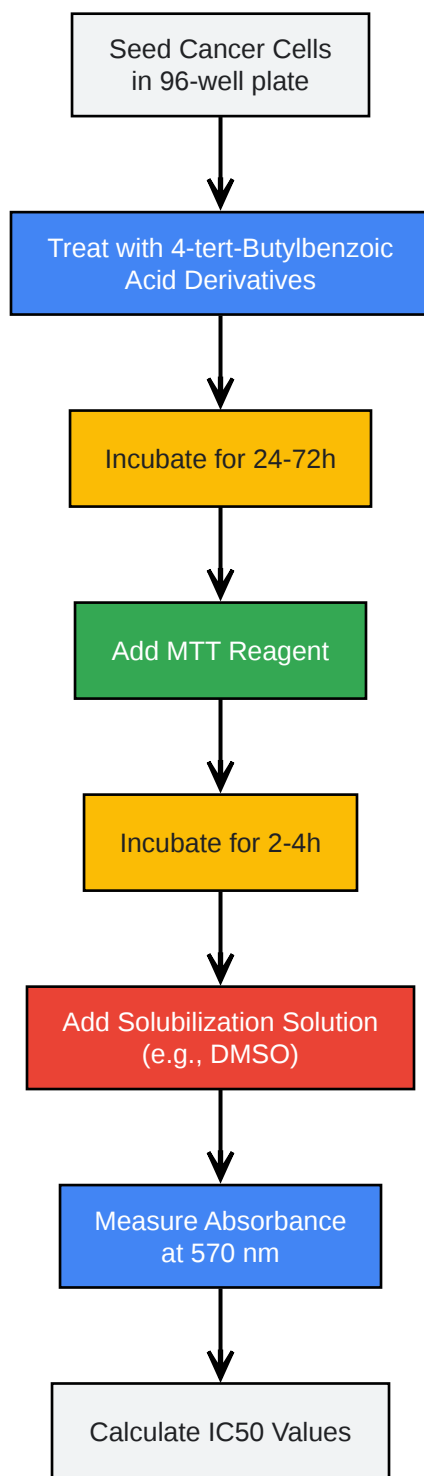 Seed Cancer Cells
in 96-well plate
Treat with 4-tert-Butylbenzoic
Acid Derivatives
Incubate for 24-72h
Add MTT Reagent
Incubate for 2-4h
Add Solubilization Solution
(e.g., DMSO)
Measure Absorbance
at 570 nm
Calculate IC50 Values